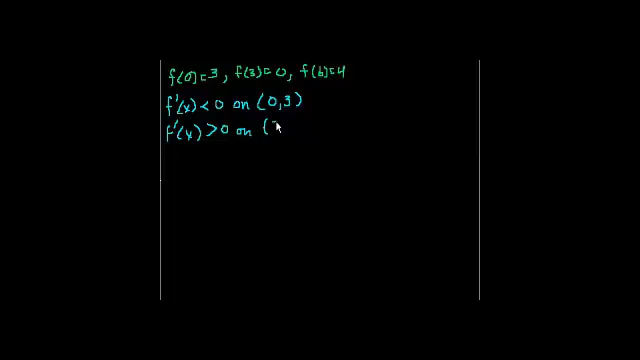 f(0)=3, f(3)=0, f(6)=4
f'(x)<0 on (0,3)
f'(x)>0 on (